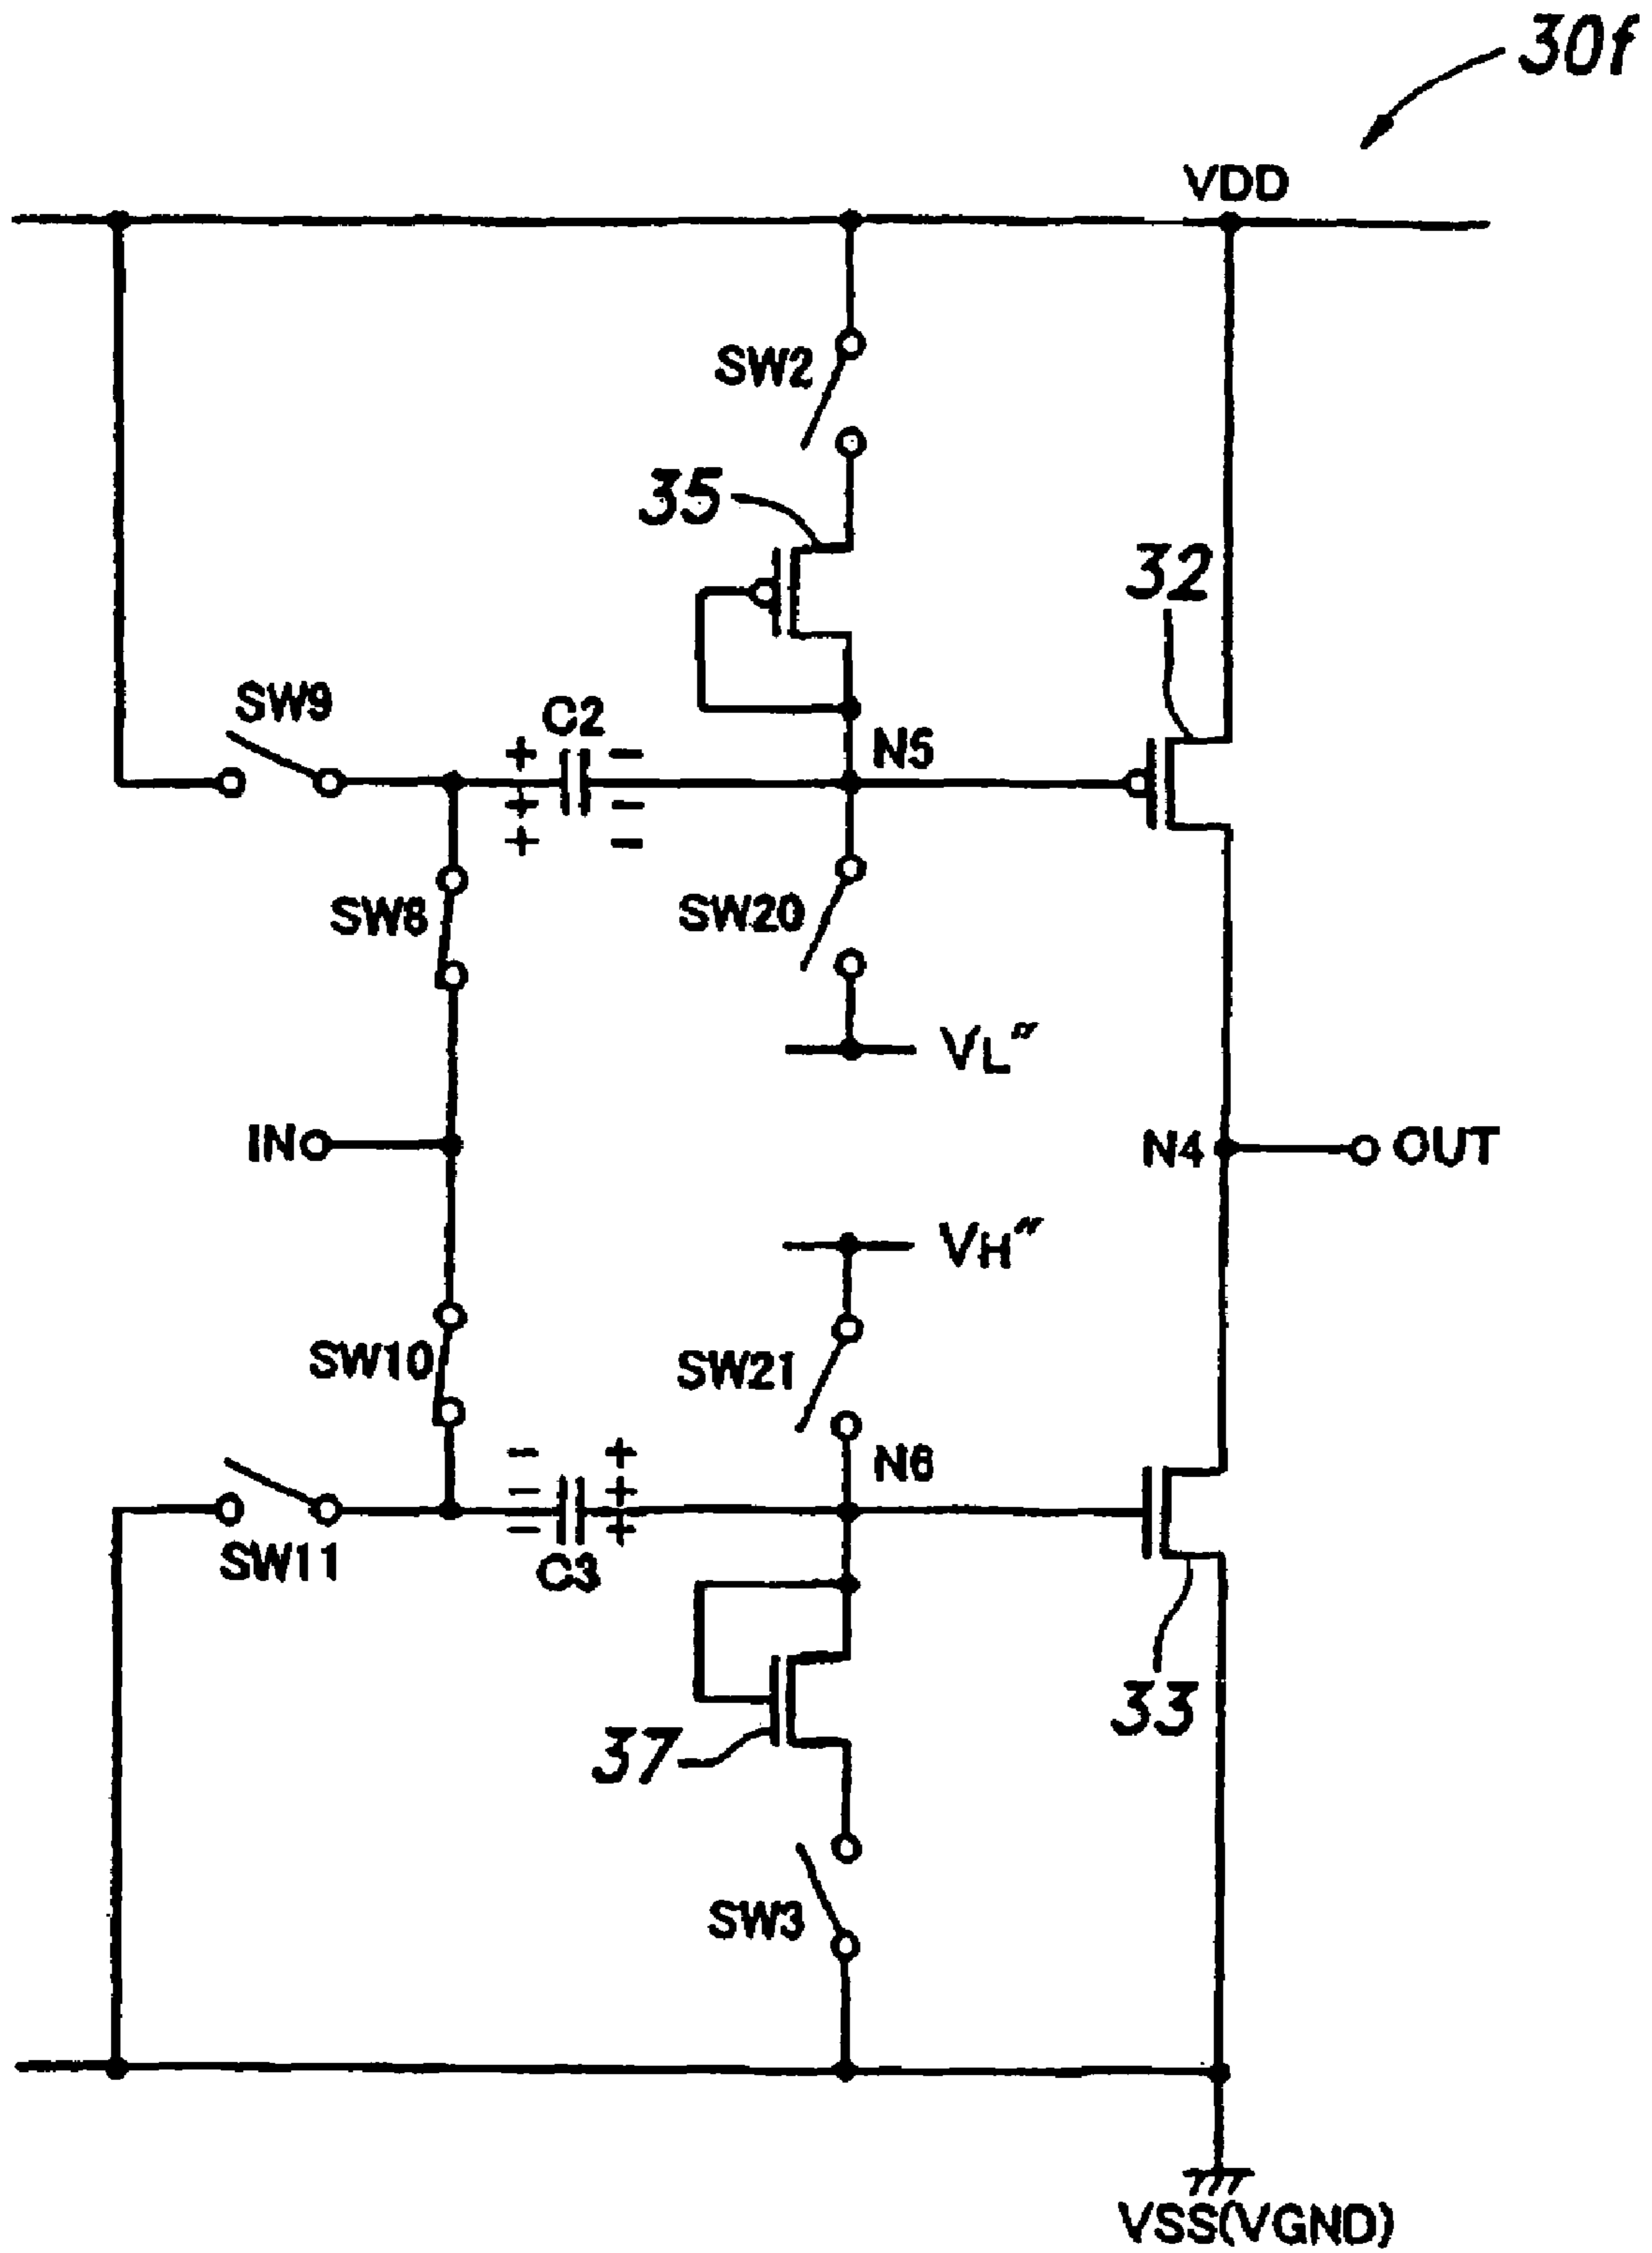 30f
VDD
SW2
35
32
SW9
C2
+ −
N5
+ −
+ −
SW8
SW20
VL"
IN
N4
OUT
VH"
SW10
SW21
− +
N6
− +
− +
SW11
C3
37
33
SW3
VSS(VGND)